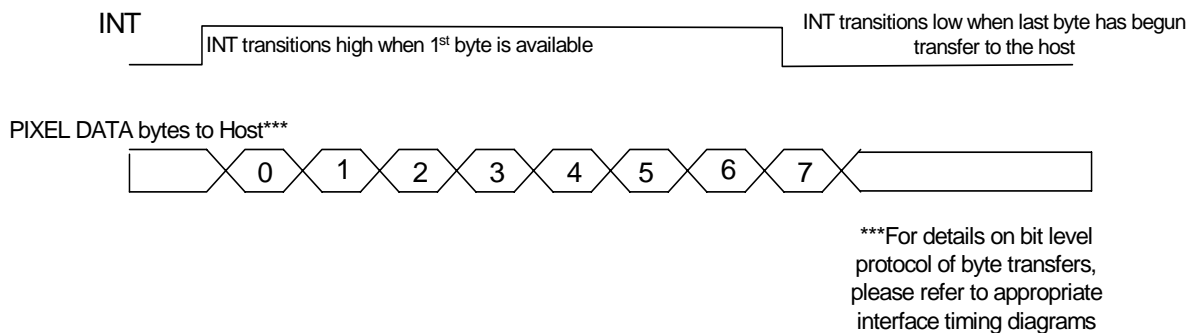 INT
INT transitions high when 1st byte is available
INT transitions low when last byte has begun
transfer to the host
PIXEL DATA bytes to Host***
0 1 2 3 4 5 6 7
***For details on bit level
protocol of byte transfers,
please refer to appropriate
interface timing diagrams